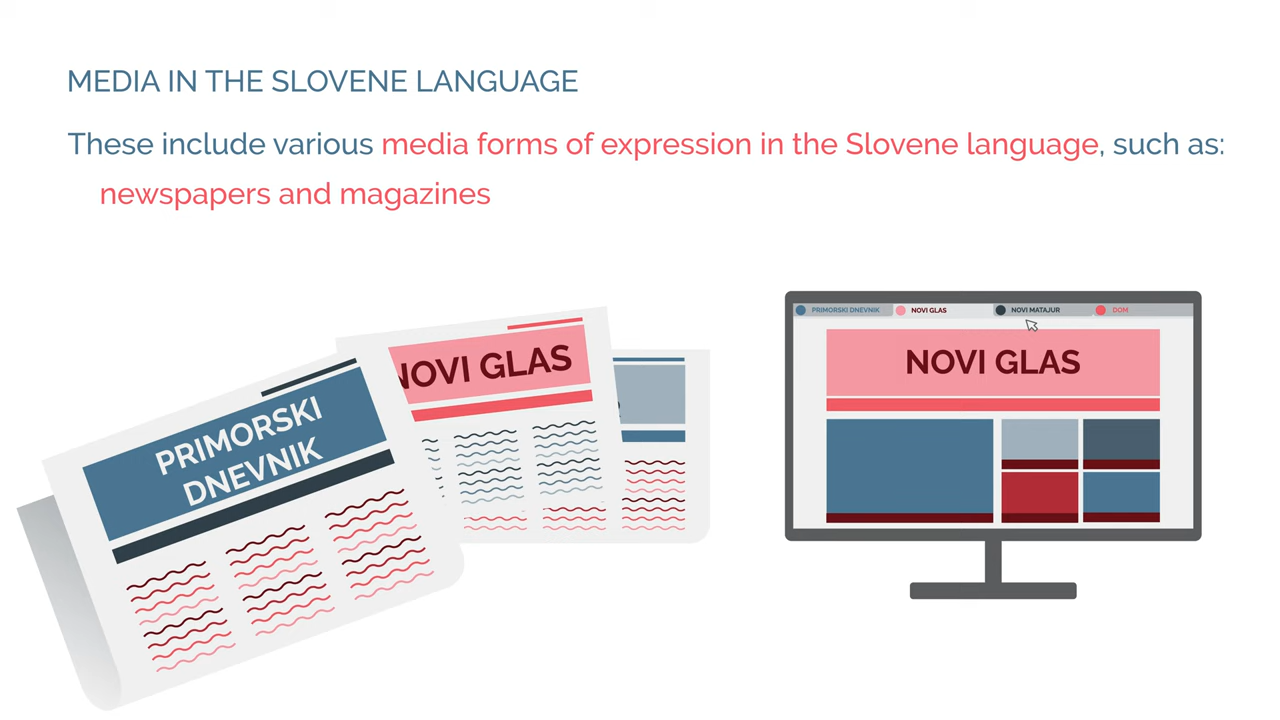 MEDIA IN THE SLOVENE LANGUAGE
These include various media forms of expression in the Slovene language, such as:
newspapers and magazines
PRIMORSKI
DNEVNIK
NOVI GLAS
PRIMORSKI DNEVNIK
NOVI GLAS
NOVI MATAJUR
DOM
NOVI GLAS